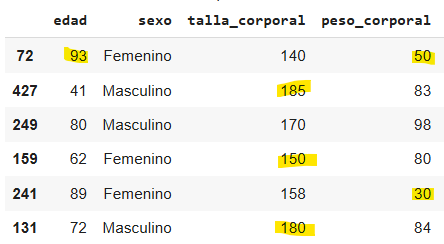 edad sexo talla_corporal peso_corporal
72 93 Femenino 140 50
427 41 Masculino 185 83
249 80 Masculino 170 98
159 62 Femenino 150 80
241 89 Femenino 158 30
131 72 Masculino 180 84